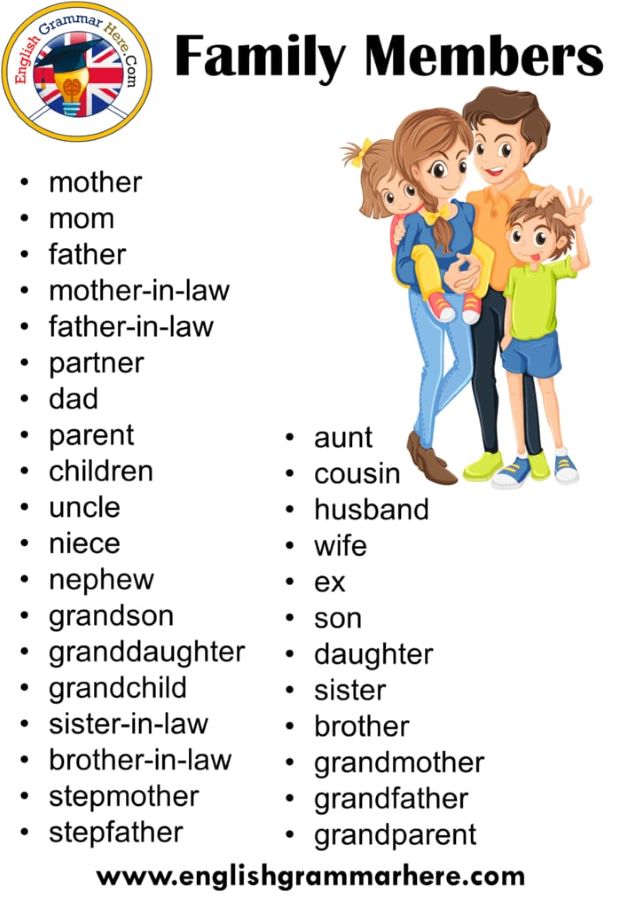 English Grammar Here.Com
Family Members
• mother
• mom
• father
• mother-in-law
• father-in-law
• partner
• dad
• parent
• children
• uncle
• niece
• nephew
• grandson
• granddaughter
• grandchild
• sister-in-law
• brother-in-law
• stepmother
• stepfather
• aunt
• cousin
• husband
• wife
• ex
• son
• daughter
• sister
• brother
• grandmother
• grandfather
• grandparent
www.englishgrammarhere.com